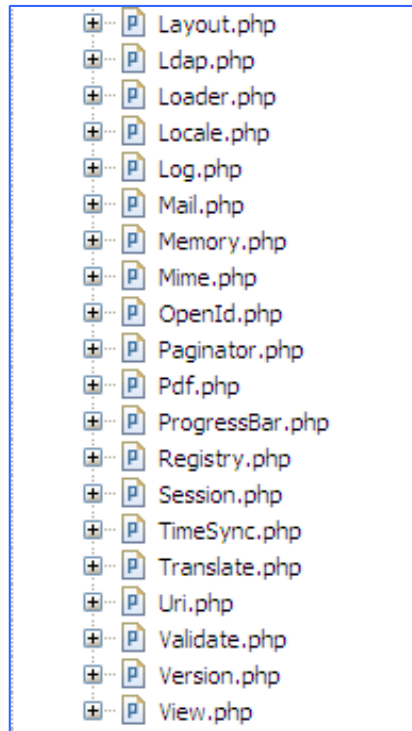 Layout.php
Ldap.php
Loader.php
Locale.php
Log.php
Mail.php
Memory.php
Mime.php
OpenId.php
Paginator.php
Pdf.php
ProgressBar.php
Registry.php
Session.php
TimeSync.php
Translate.php
Uri.php
Validate.php
Version.php
View.php